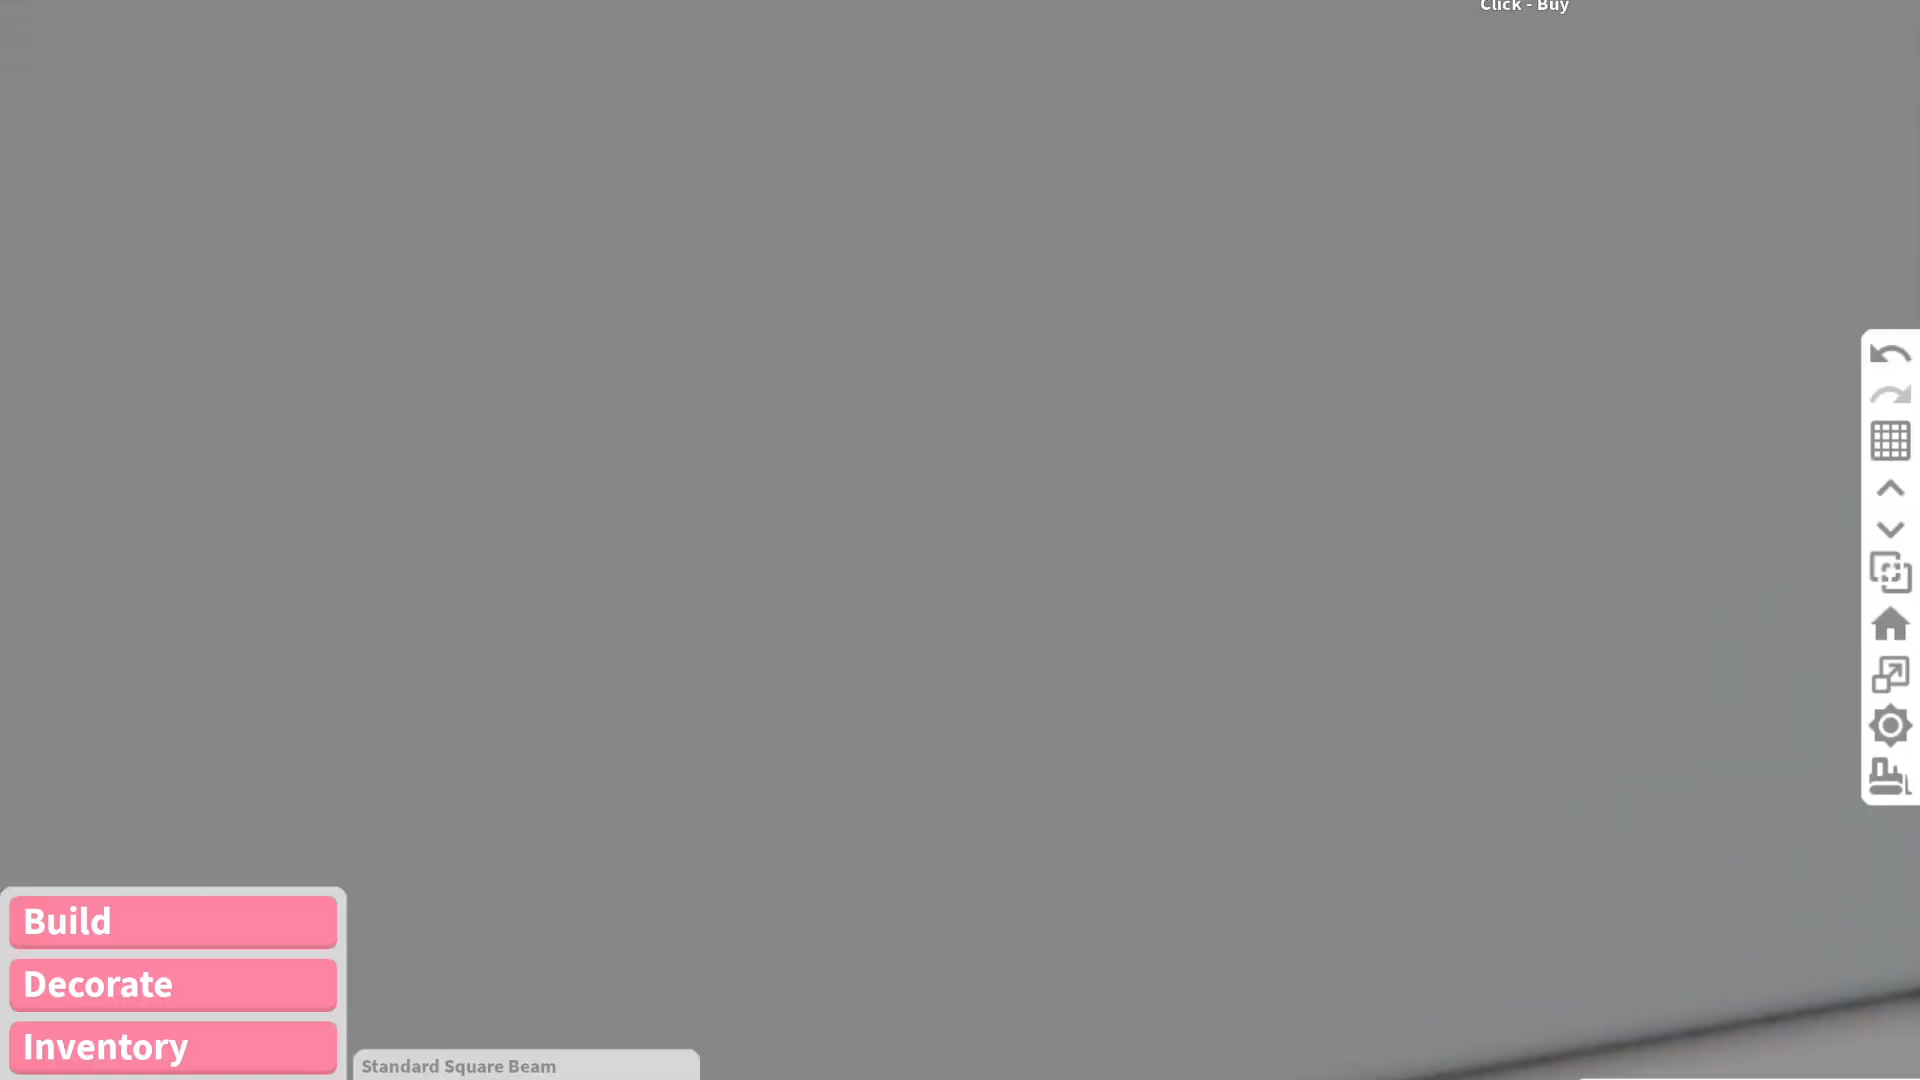 Click - Buy
Build
Decorate
Inventory
Standard Square Beam